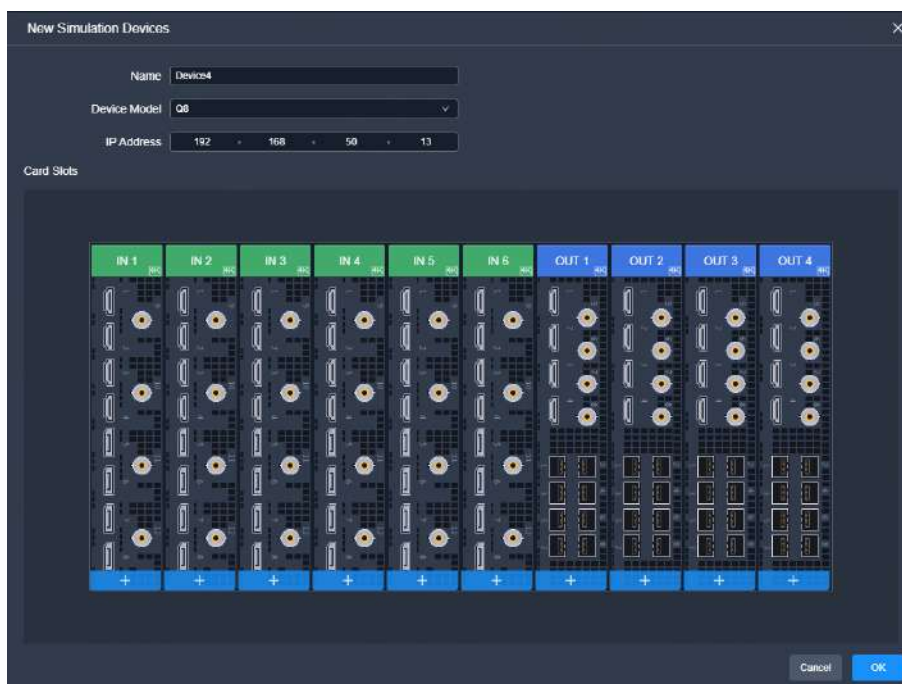 New Simulation Devices
Name Device4
Device Model Q8
IP Address 192 . 168 . 50 . 13
Card Slots
IN 1 IN 2 IN 3 IN 4 IN 5 IN 6 OUT 1 OUT 2 OUT 3 OUT 4
+ + + + + + + + + +
Cancel OK